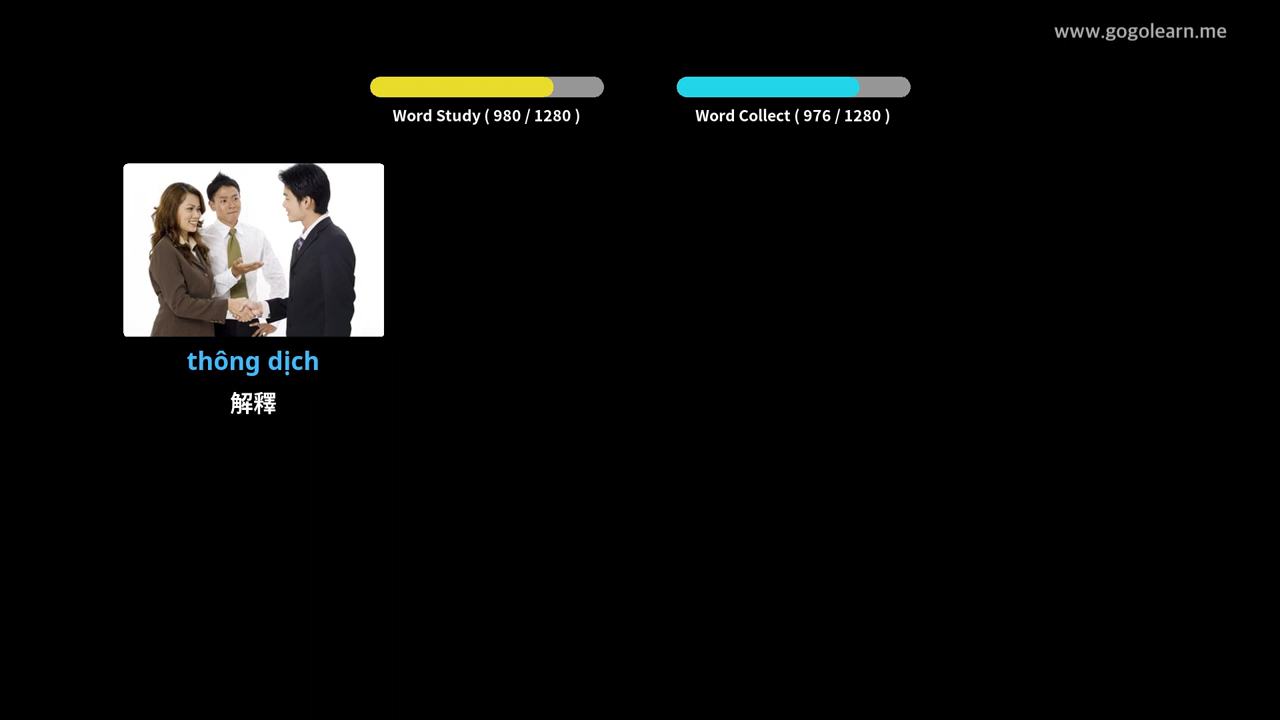 www.gogolearn.me
Word Study ( 980 / 1280 )
Word Collect ( 976 / 1280 )
thông dịch
解釋